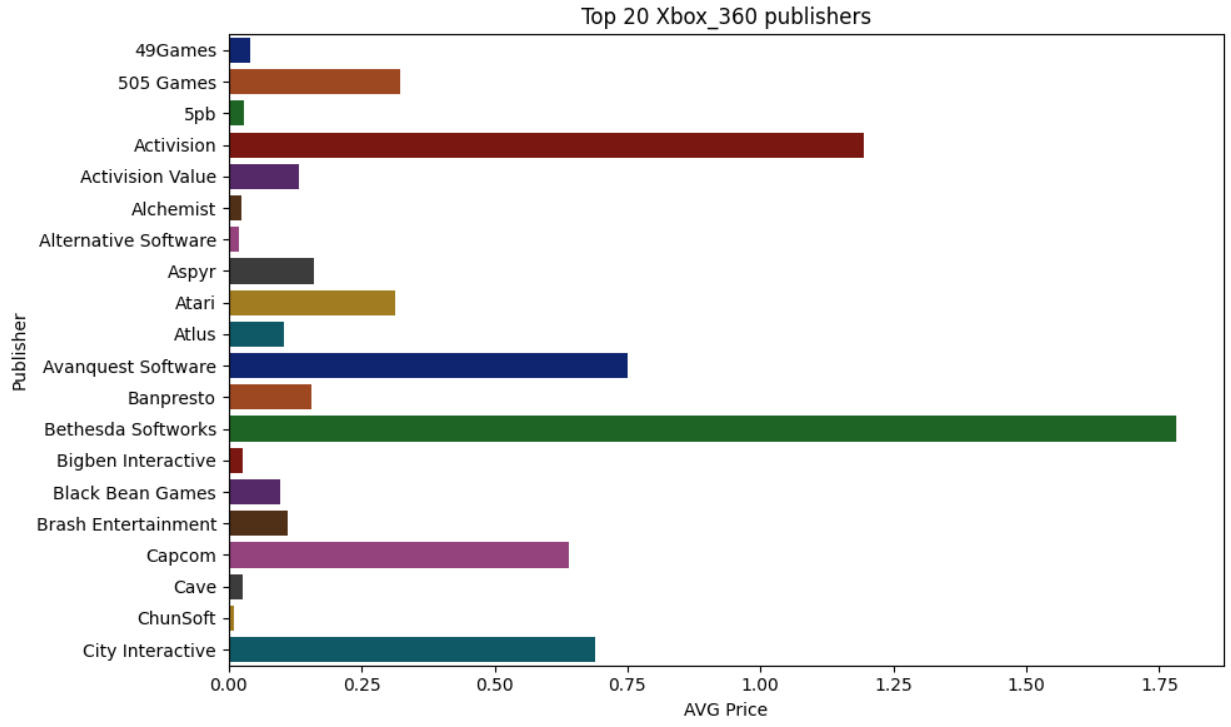 Top 20 Xbox_360 publishers
Publisher
49Games
505 Games
5pb
Activision
Activision Value
Alchemist
Alternative Software
Aspyr
Atari
Atlus
Avanquest Software
Banpresto
Bethesda Softworks
Bigben Interactive
Black Bean Games
Brash Entertainment
Capcom
Cave
ChunSoft
City Interactive
0.00 0.25 0.50 0.75 1.00 1.25 1.50 1.75
AVG Price